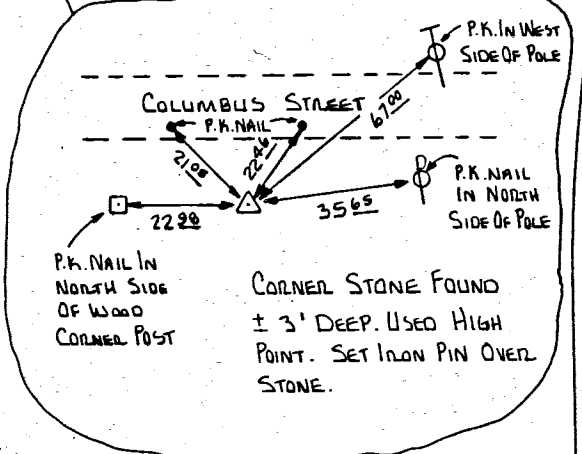 P.K. IN WEST
SIDE OF POLE
COLUMBUS STREET
P.K. NAIL
67.00
21.08
22.46
P.K. NAIL
IN NORTH
SIDE OF POLE
35.65
P.K. NAIL IN
NORTH SIDE
OF WOOD
CORNER POST
CORNER STONE FOUND
± 3' DEEP. USED HIGH
POINT. SET IRON PIN OVER
STONE.